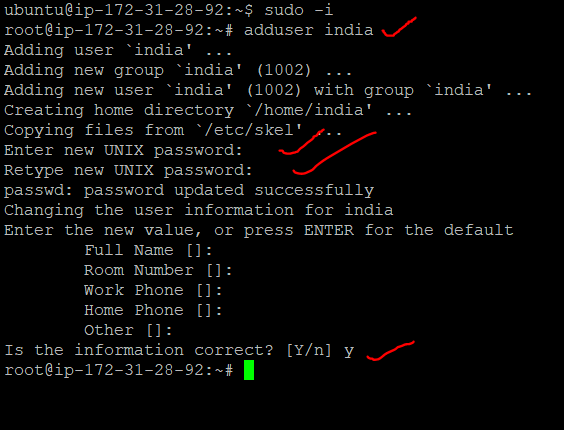 ubuntu@ip-172-31-28-92:~$ sudo -i
root@ip-172-31-28-92:~# adduser india
Adding user `india' ...
Adding new group `india' (1002) ...
Adding new user `india' (1002) with group `india' ...
Creating home directory `/home/india' ...
Copying files from `/etc/skel' ...
Enter new UNIX password:
Retype new UNIX password:
passwd: password updated successfully
Changing the user information for india
Enter the new value, or press ENTER for the default
        Full Name []:
        Room Number []:
        Work Phone []:
        Home Phone []:
        Other []:
Is the information correct? [Y/n] y
root@ip-172-31-28-92:~#